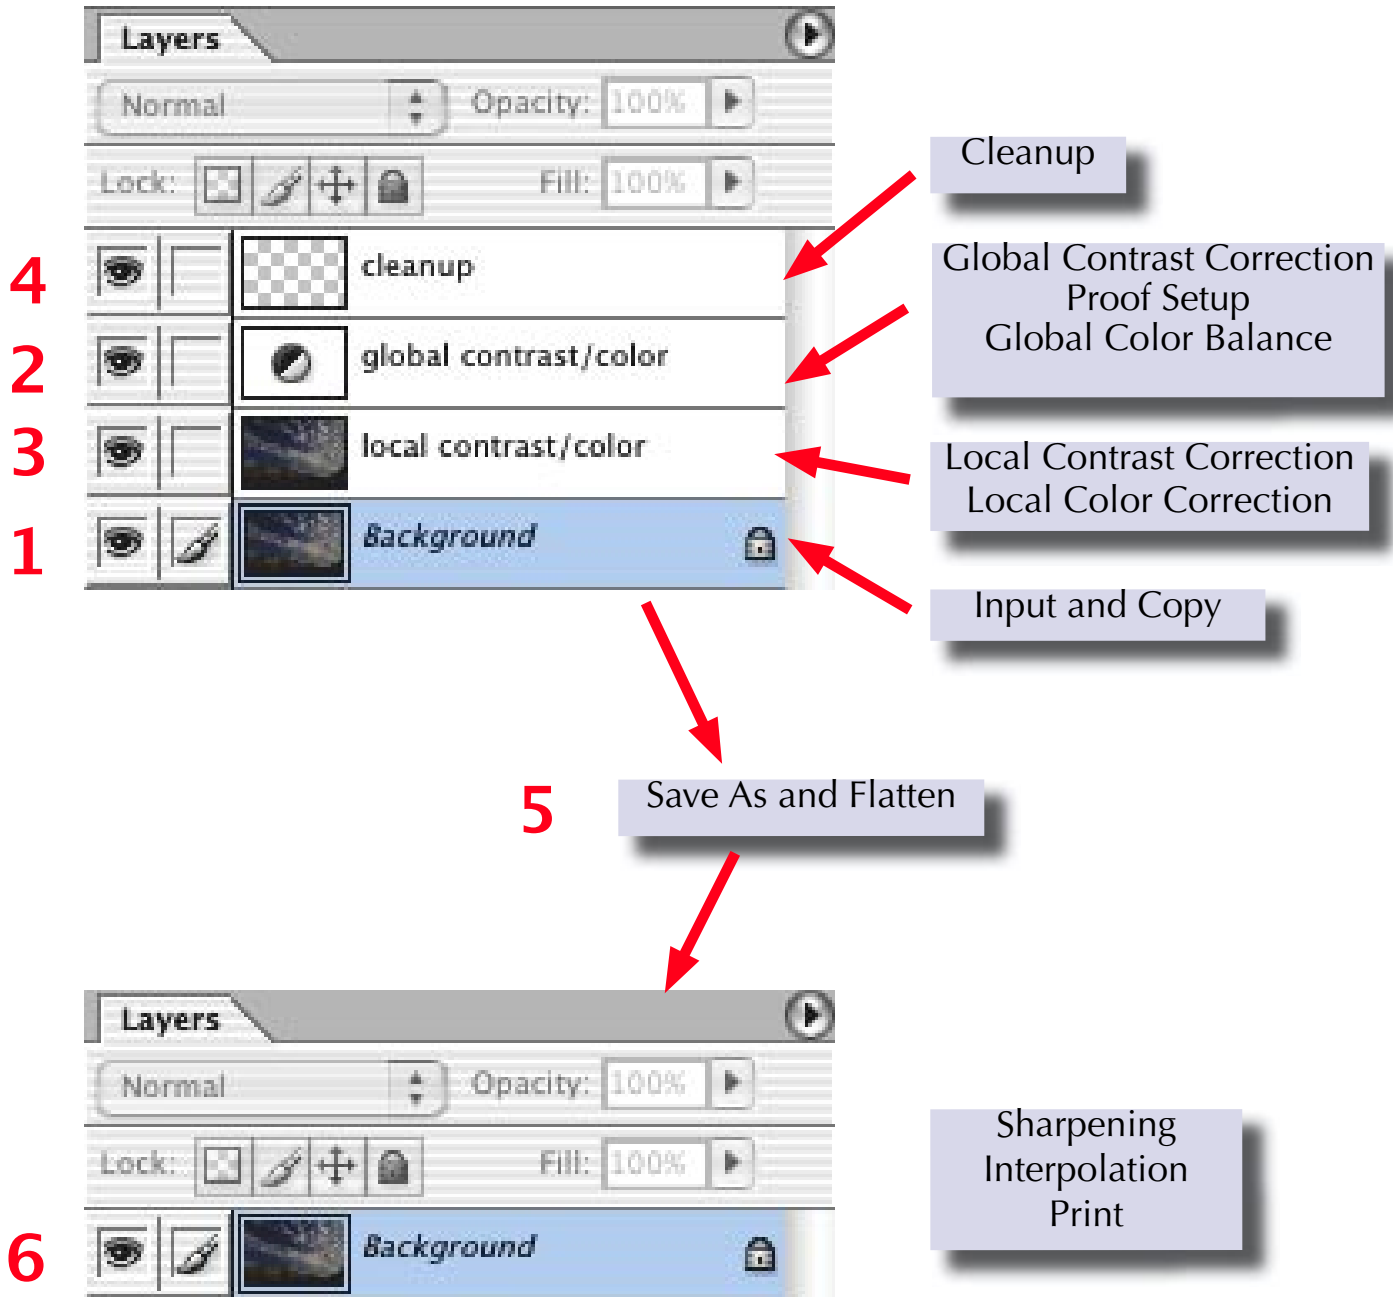 Layers
Normal
Opacity: 100%
Lock:
Fill: 100%
Cleanup
4
cleanup
Global Contrast Correction
Proof Setup
Global Color Balance
2
global contrast/color
3
local contrast/color
Local Contrast Correction
Local Color Correction
1
Background
Input and Copy
5
Save As and Flatten
Layers
Normal
Opacity: 100%
Lock:
Fill: 100%
Sharpening
Interpolation
Print
6
Background